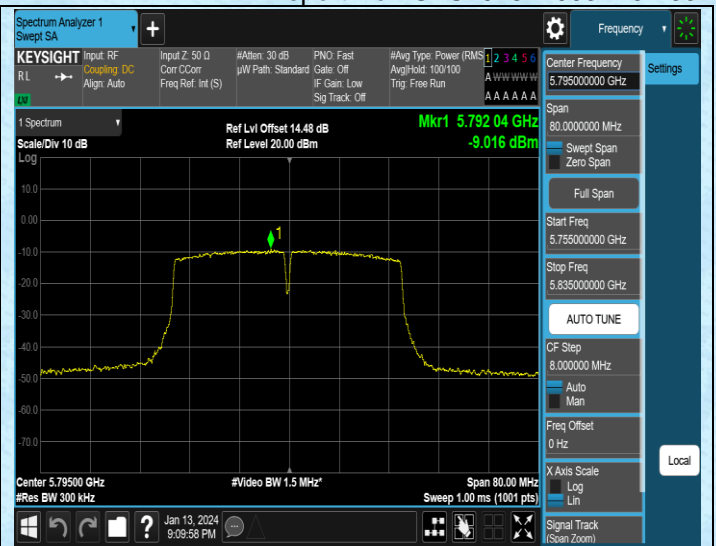 Spectrum Analyzer 1
Swept SA
+
Frequency
KEYSIGHT
RL
LXI
Input: RF
Coupling: DC
Align: Auto
Input Z: 50 Ω
Corr CCorr
Freq Ref: Int (S)
#Atten: 30 dB
µW Path: Standard
PNO: Fast
Gate: Off
IF Gain: Low
Sig Track: Off
#Avg Type: Power (RMS
Avg|Hold: 100/100
Trig: Free Run
1 2 3 4 5 6
A W W W W W
A A A A A A
1 Spectrum
Scale/Div 10 dB
Log
Ref Lvl Offset 14.48 dB
Ref Level 20.00 dBm
Mkr1 5.792 04 GHz
-9.016 dBm
10.0
0.00
-10.0
-20.0
-30.0
-40.0
-50.0
-60.0
-70.0
1
Center 5.79500 GHz
#Res BW 300 kHz
#Video BW 1.5 MHz*
Span 80.00 MHz
Sweep 1.00 ms (1001 pts)
?
Jan 13, 2024
9:09:58 PM
Center Frequency
5.795000000 GHz
Span
80.0000000 MHz
Swept Span
Zero Span
Full Span
Start Freq
5.755000000 GHz
Stop Freq
5.835000000 GHz
AUTO TUNE
CF Step
8.000000 MHz
Auto
Man
Freq Offset
0 Hz
X Axis Scale
Log
Lin
Signal Track
(Span Zoom)
Settings
Local